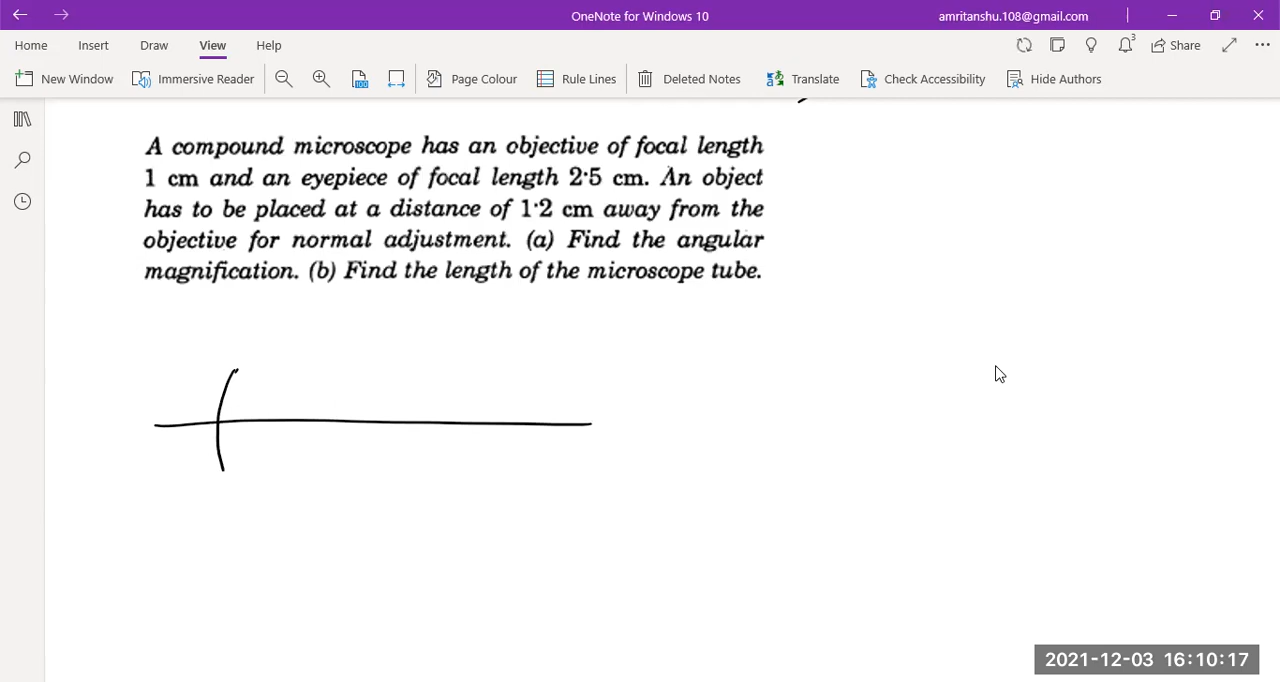 OneNote for Windows 10
amritanshu.108@gmail.com
Home Insert Draw View Help
3
Share
New Window Immersive Reader 100 Page Colour Rule Lines Deleted Notes Translate Check Accessibility Hide Authors
A compound microscope has an objective of focal length
1 cm and an eyepiece of focal length 2·5 cm. An object
has to be placed at a distance of 1·2 cm away from the
objective for normal adjustment. (a) Find the angular
magnification. (b) Find the length of the microscope tube.
2021-12-03 16:10:17